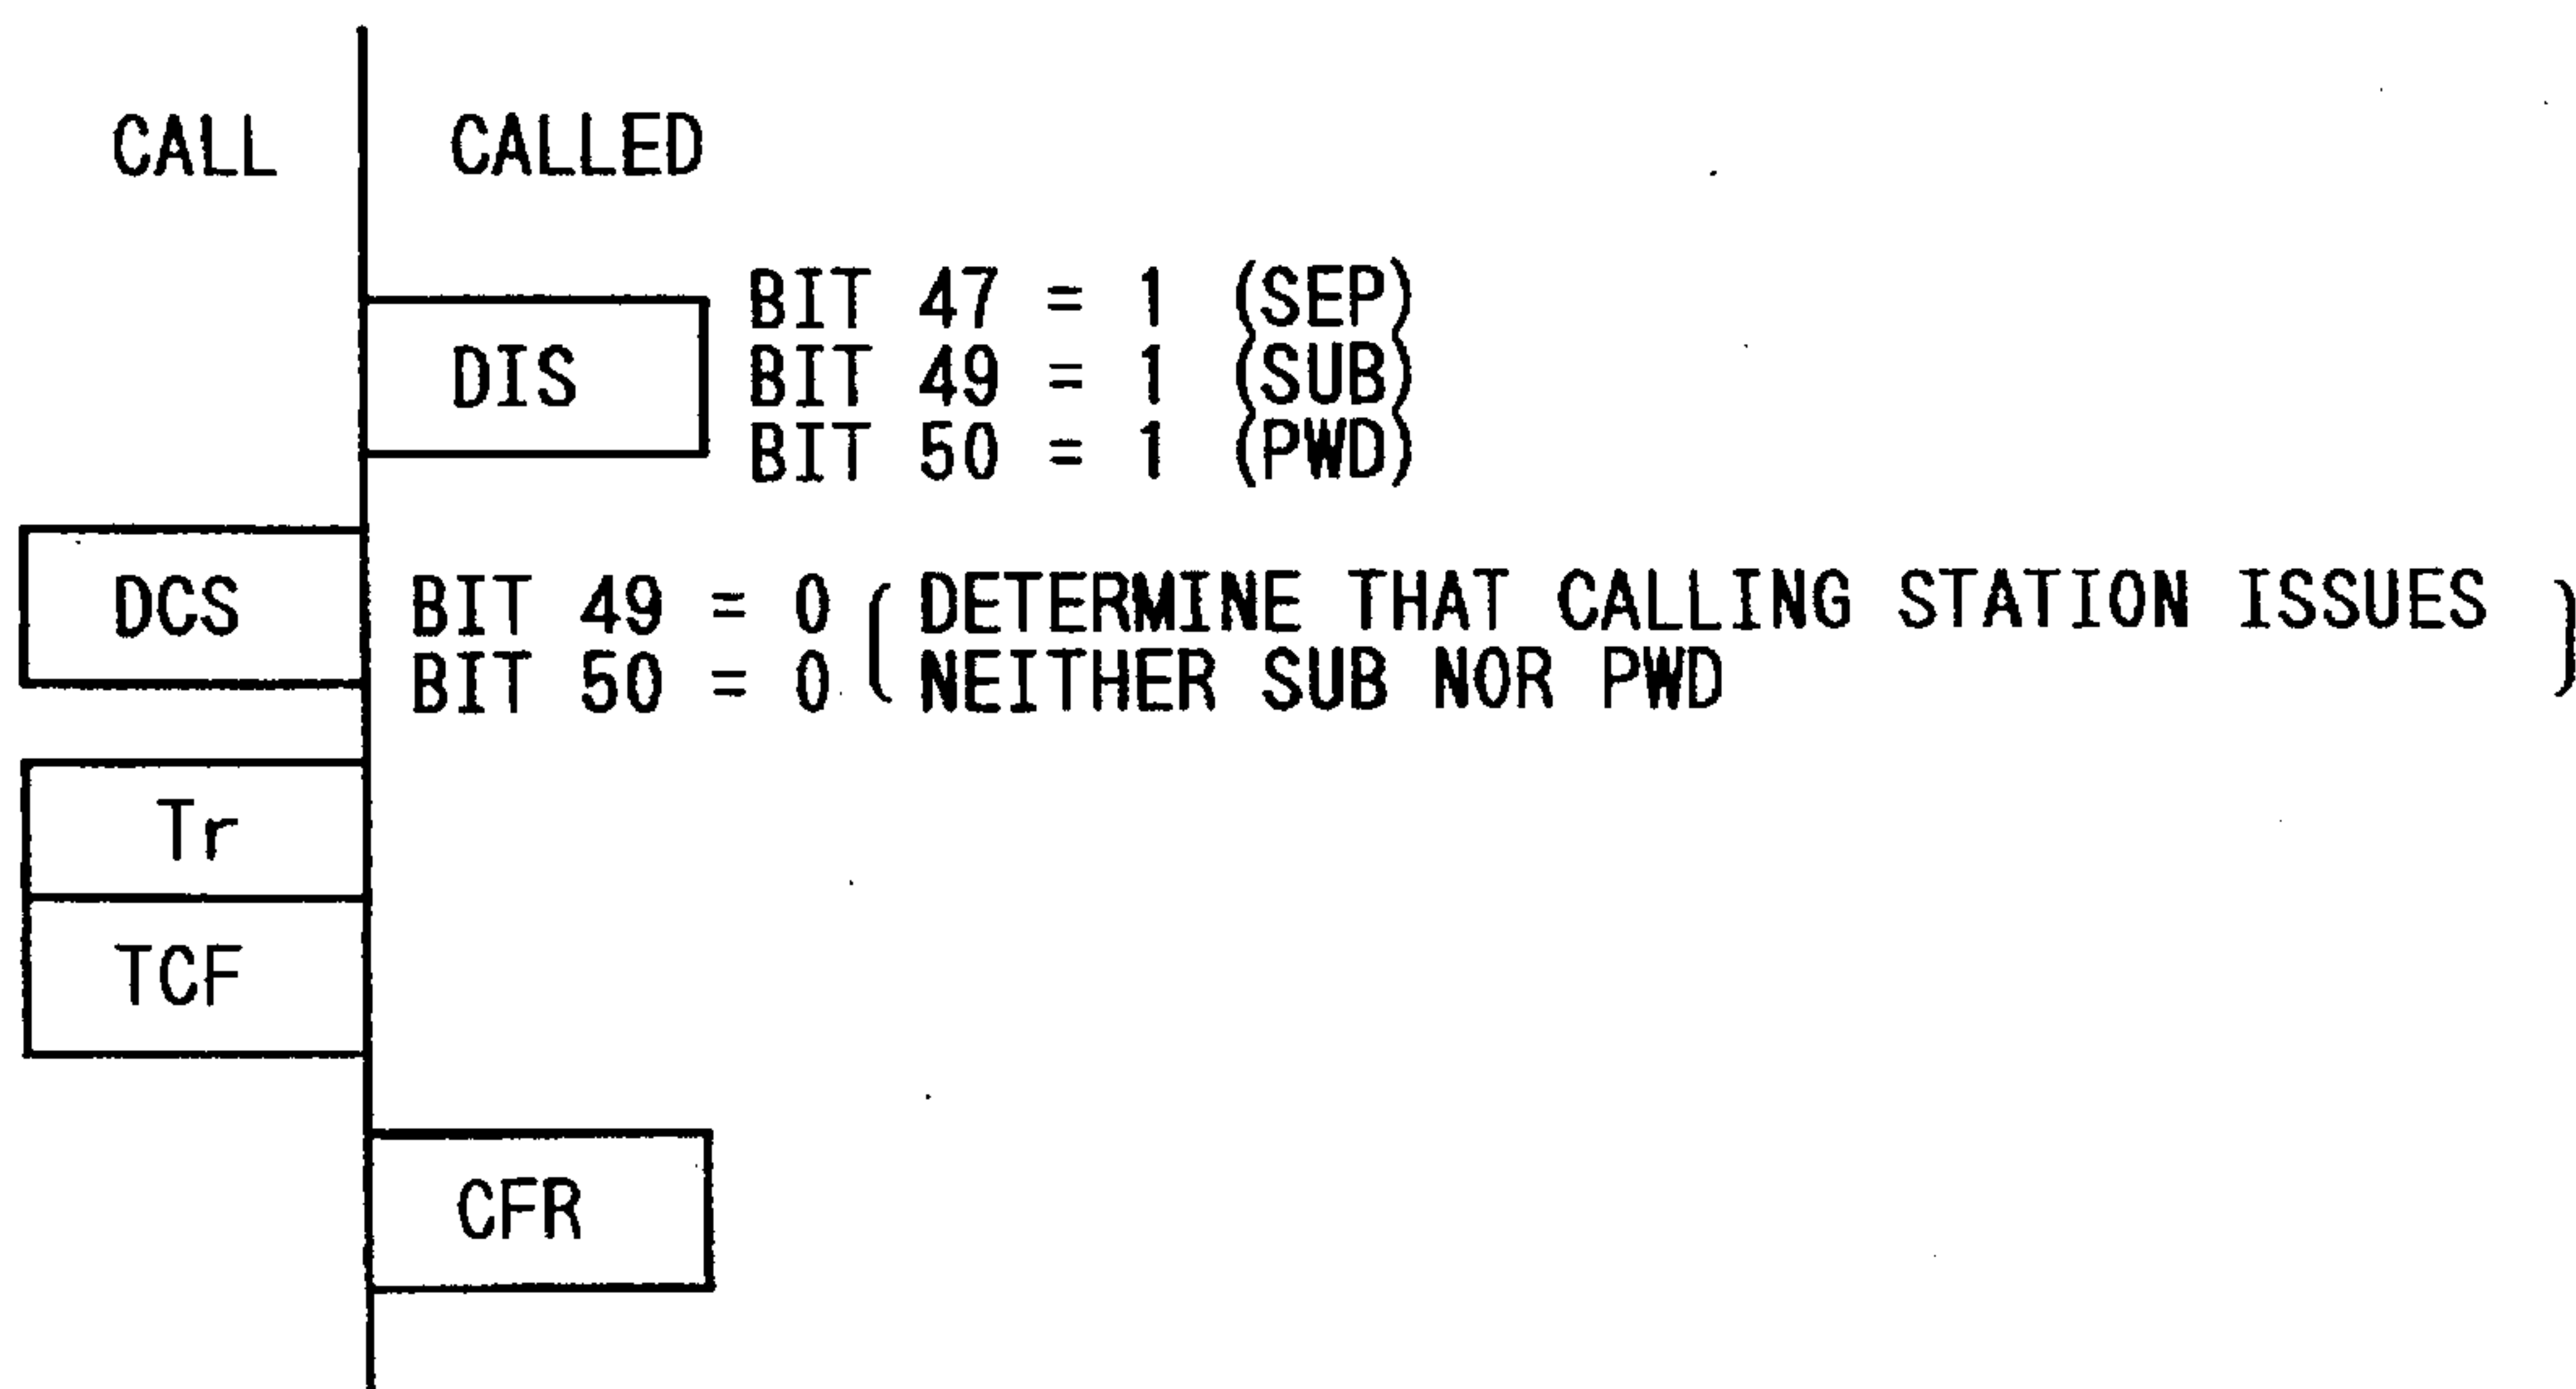 CALL CALLED
DIS
BIT 47 = 1 (SEP)
BIT 49 = 1 (SUB)
BIT 50 = 1 (PWD)
DCS
BIT 49 = 0 ( DETERMINE THAT CALLING STATION ISSUES )
BIT 50 = 0 ( NEITHER SUB NOR PWD )
Tr
TCF
CFR